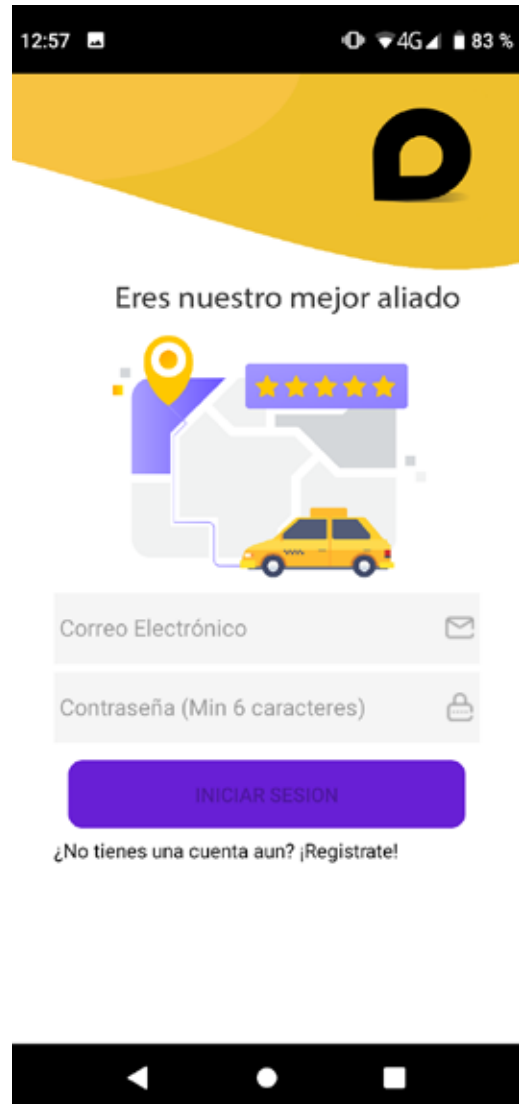 12:57 4G 83 %
Eres nuestro mejor aliado
Correo Electrónico
Contraseña (Min 6 caracteres)
INICIAR SESION
¿No tienes una cuenta aun? ¡Registrate!